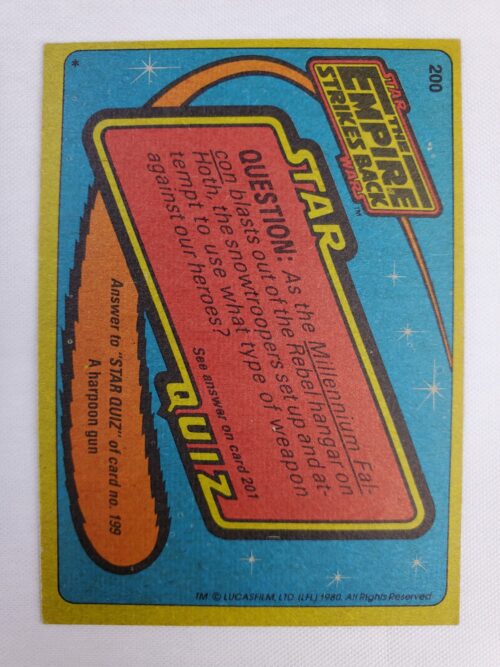 200
STAR
THE
EMPIRE
STRIKES BACK
WARS™
STAR
QUESTION: As the Millennium Fal-
con blasts out of the Rebel hangar on
Hoth, the snowtroopers set up and at-
tempt to use what type of weapon
against our heroes?
See answer on card 201
QUIZ
Answer to "STAR QUIZ" of card no. 199
A harpoon gun
*
TM © LUCASFILM, LTD. (LFL) 1980. All Rights Reserved